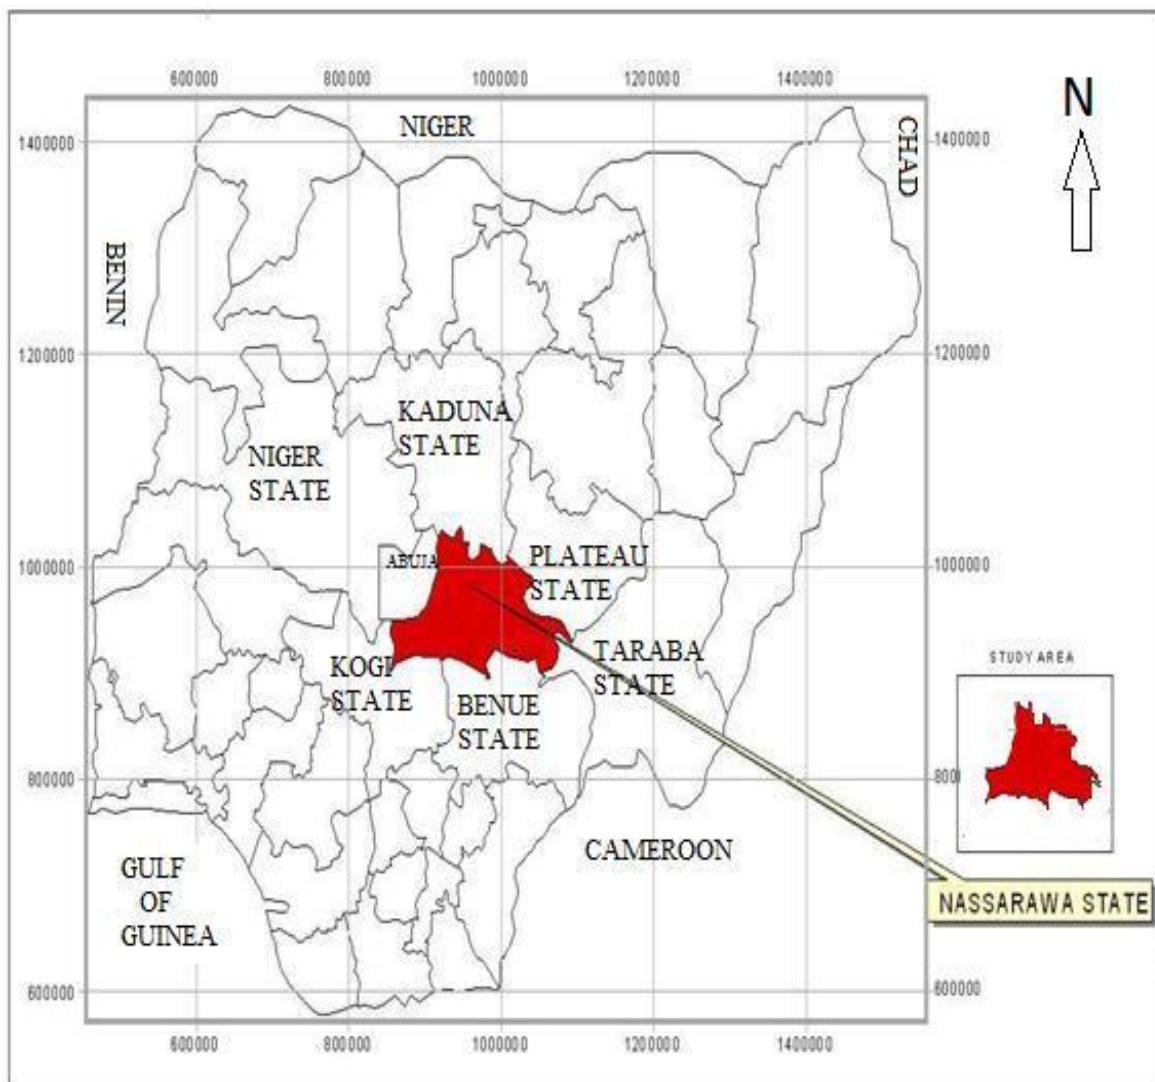 600000 800000 1000000 1200000 1400000
N
NIGER
CHAD
1400000 1400000
BENIN
1200000 1200000
KADUNA
STATE
NIGER
STATE
ABUJA
1000000 1000000
PLATEAU
STATE
TARABA
STATE
KOGI
STATE
BENUE
STATE
STUDY AREA
800000 800
CAMEROON
GULF
OF
GUINEA
NASSARAWA STATE
600000 600000
600000 800000 1000000 1200000 1400000